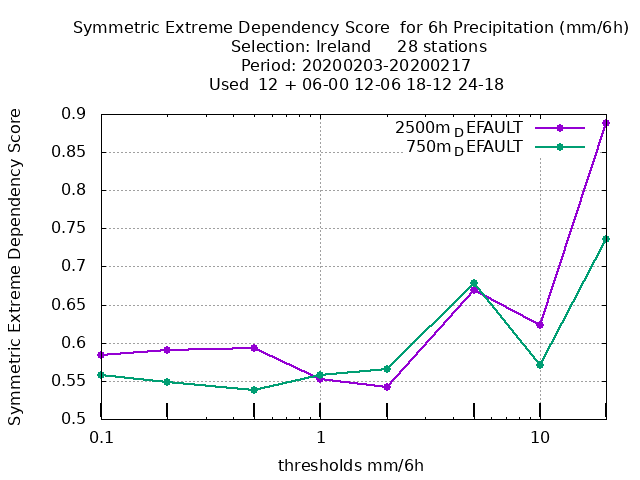 Symmetric Extreme Dependency Score  for 6h Precipitation (mm/6h)
Selection: Ireland     28 stations
Period: 20200203-20200217
Used  12 + 06-00 12-06 18-12 24-18
2500m_DEFAULT
750m_DEFAULT
Symmetric Extreme Dependency Score
0.9
0.85
0.8
0.75
0.7
0.65
0.6
0.55
0.5
0.1 1 10
thresholds mm/6h